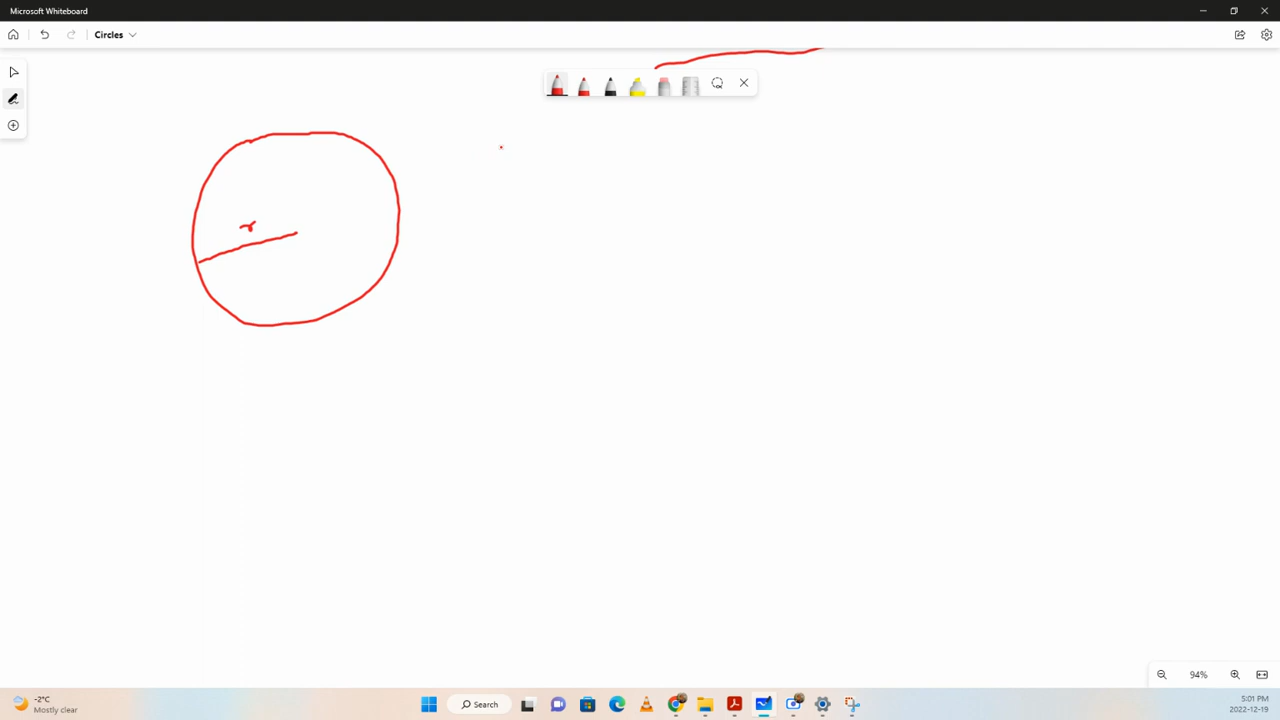 Microsoft Whiteboard
Circles
r
94%
-2°C
Mostly clear
Search
5:01 PM
2022-12-19